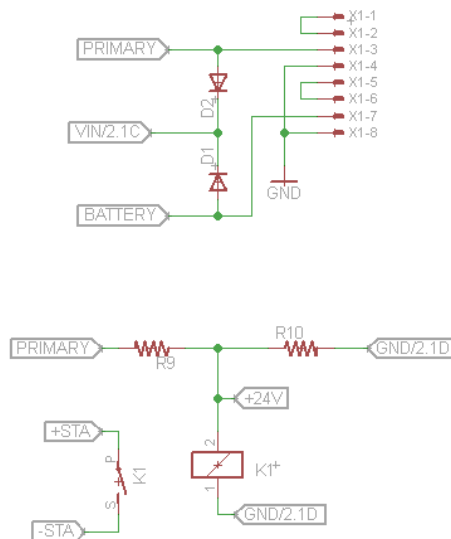 X1-1
X1-2
PRIMARY
X1-3
X1-4
D2
X1-5
X1-6
VIN/2.1C
X1-7
D1
X1-8
GND
BATTERY
PRIMARY
R9
R10
GND/2.1D
+24V
+STA
2
P
K1
K1
S
1
-STA
GND/2.1D